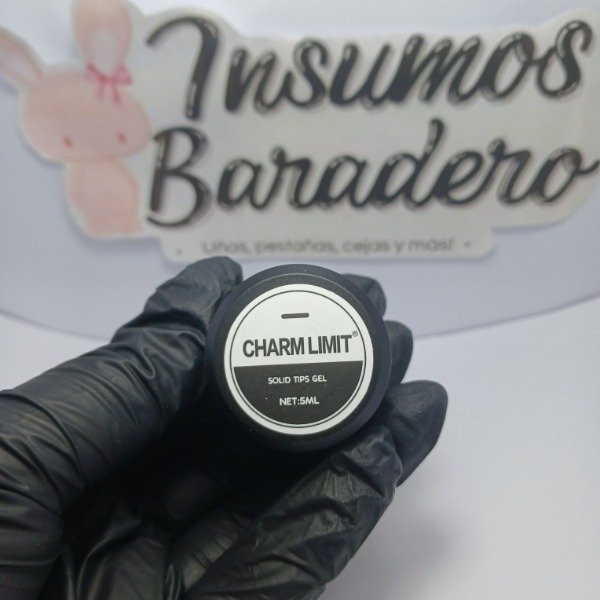 Insumos
Baradero
Uñas, pestañas, cejas y más!
CHARM LIMIT®
SOLID TIPS GEL
NET:5ML